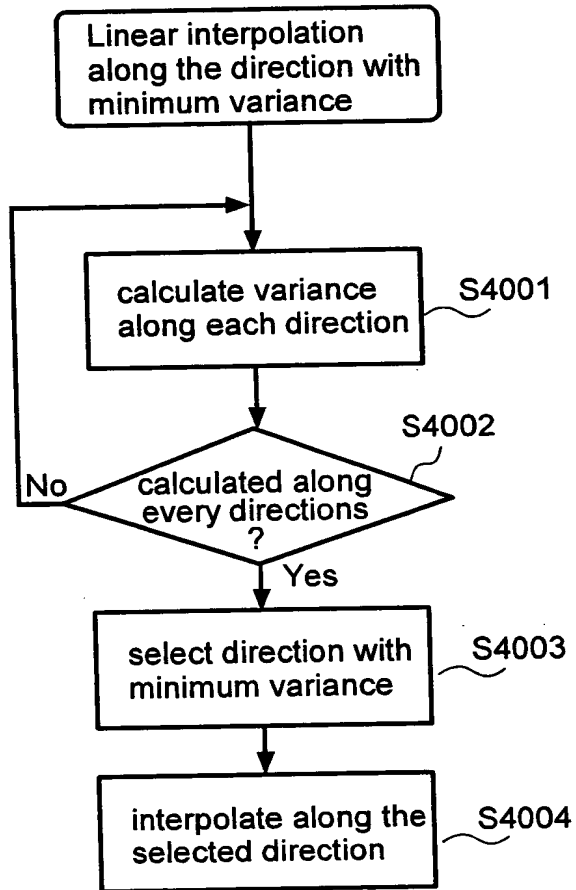 Linear interpolation
along the direction with
minimum variance
calculate variance
along each direction
S4001
S4002
No
calculated along
every directions
?
Yes
select direction with
minimum variance
S4003
interpolate along the
selected direction
S4004